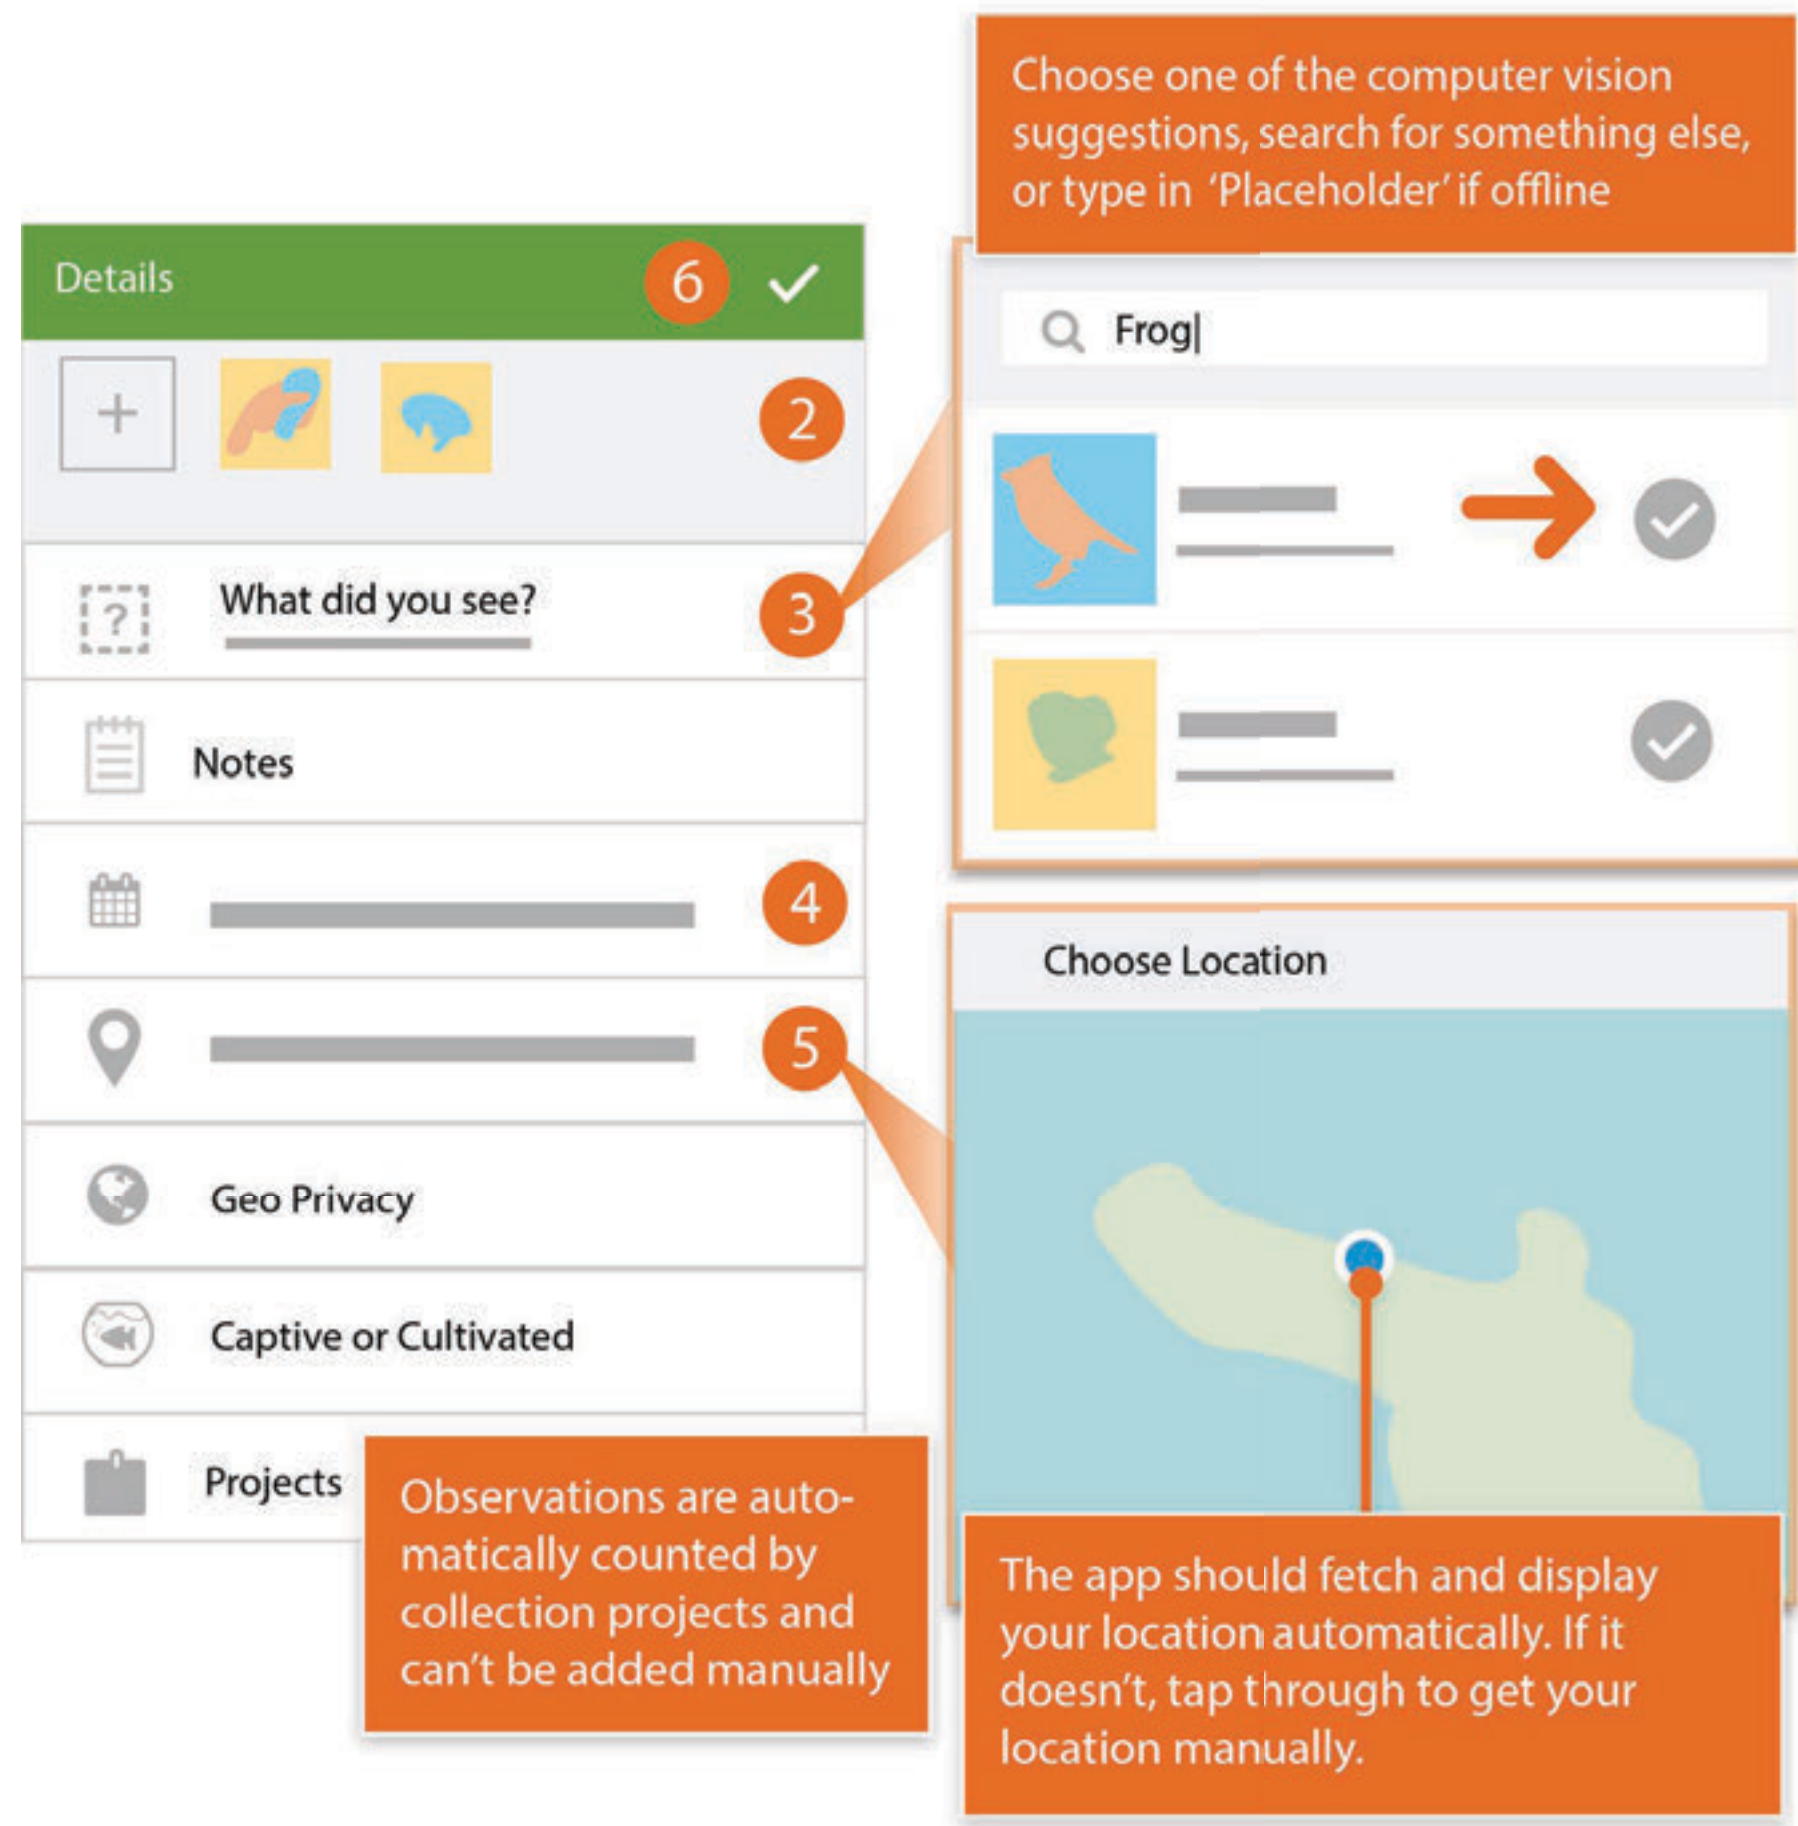 Choose one of the computer vision
suggestions, search for something else,
or type in 'Placeholder' if offline
Details
6
2
What did you see?
3
Notes
4
5
Geo Privacy
Captive or Cultivated
Projects
Observations are auto-
matically counted by
collection projects and
can't be added manually
Frog
Choose Location
The app should fetch and display
your location automatically. If it
doesn't, tap through to get your
location manually.